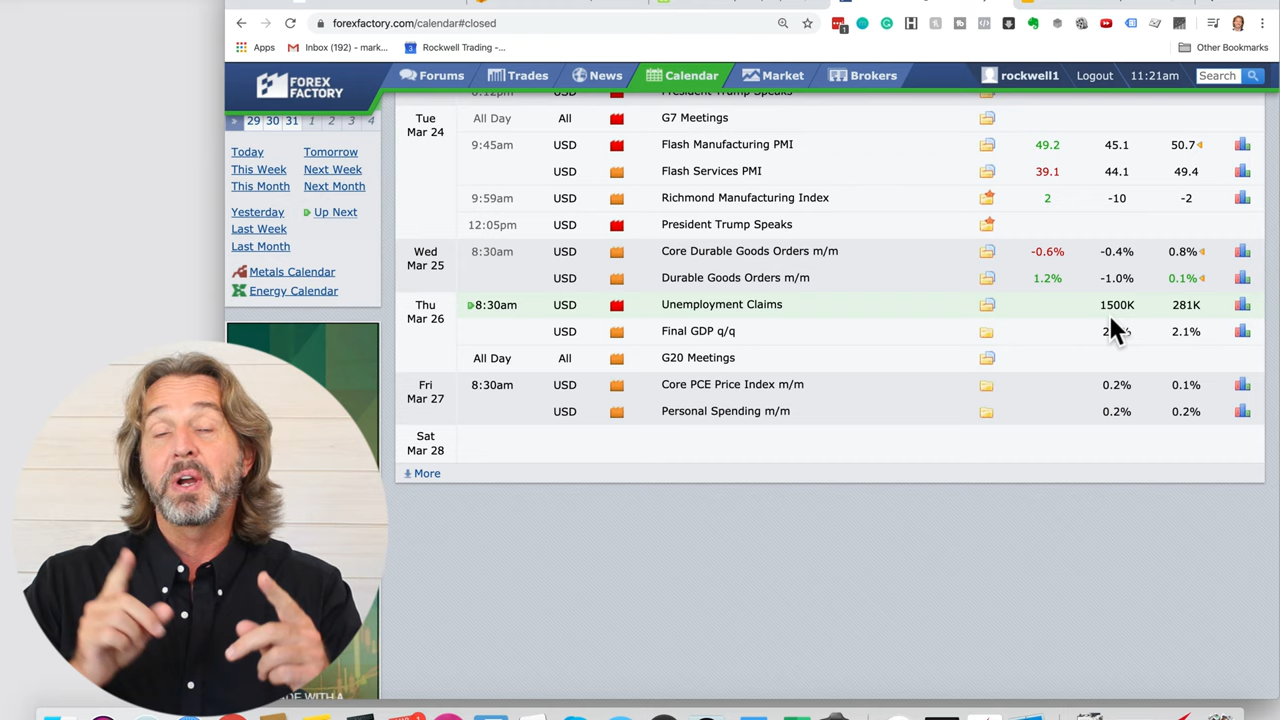 forexfactory.com/calendar#closed
Apps Inbox (192) - mark... Rockwell Trading -... Other Bookmarks
FOREX FACTORY Forums Trades News Calendar Market Brokers rockwell1 Logout 11:21am Search
USD President Trump Speaks
» 29 30 31 1 2 3 4
Today Tomorrow
This Week Next Week
This Month Next Month
Yesterday Up Next
Last Week
Last Month
Metals Calendar
Energy Calendar
Tue Mar 24 All Day All G7 Meetings
9:45am USD Flash Manufacturing PMI 49.2 45.1 50.7
USD Flash Services PMI 39.1 44.1 49.4
9:59am USD Richmond Manufacturing Index 2 -10 -2
12:05pm USD President Trump Speaks
Wed Mar 25 8:30am USD Core Durable Goods Orders m/m -0.6% -0.4% 0.8%
USD Durable Goods Orders m/m 1.2% -1.0% 0.1%
Thu Mar 26 8:30am USD Unemployment Claims 1500K 281K
USD Final GDP q/q 2.1%
All Day All G20 Meetings
Fri Mar 27 8:30am USD Core PCE Price Index m/m 0.2% 0.1%
USD Personal Spending m/m 0.2% 0.2%
Sat Mar 28
More
WITH A